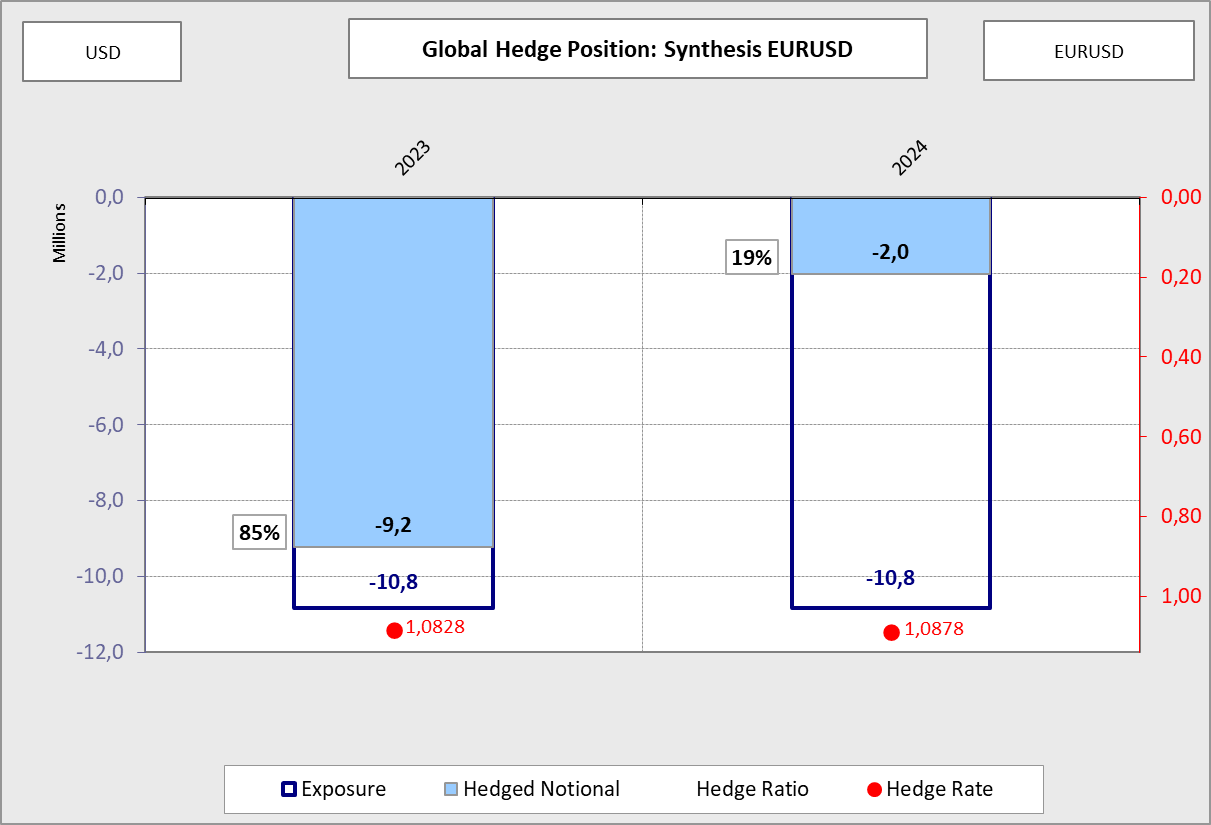 USD
Global Hedge Position: Synthesis EURUSD
EURUSD
2023
2024
Millions
0,0
-2,0
-4,0
-6,0
-8,0
-10,0
-12,0
0,00
0,20
0,40
0,60
0,80
1,00
85%
-9,2
-10,8
1,0828
19%
-2,0
-10,8
1,0878
Exposure
Hedged Notional
Hedge Ratio
Hedge Rate